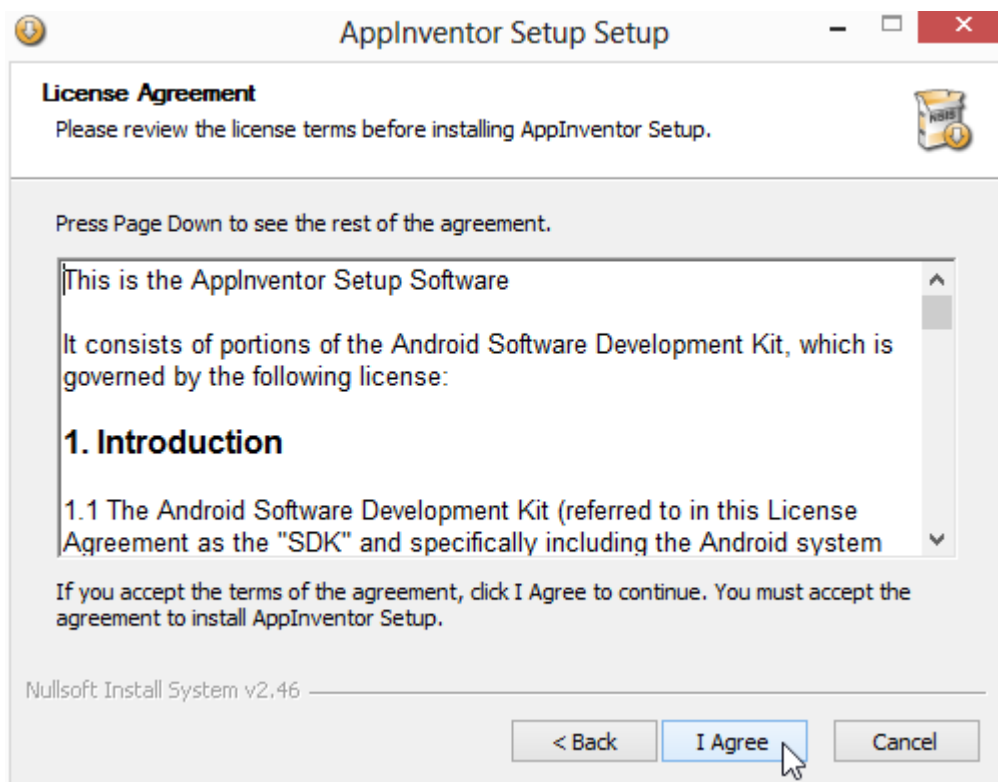 AppInventor Setup Setup
License Agreement
Please review the license terms before installing AppInventor Setup.
NSIS
Press Page Down to see the rest of the agreement.
This is the AppInventor Setup Software
It consists of portions of the Android Software Development Kit, which is
governed by the following license:
1. Introduction
1.1 The Android Software Development Kit (referred to in this License
Agreement as the "SDK" and specifically including the Android system
If you accept the terms of the agreement, click I Agree to continue. You must accept the
agreement to install AppInventor Setup.
Nullsoft Install System v2.46
< Back
I Agree
Cancel